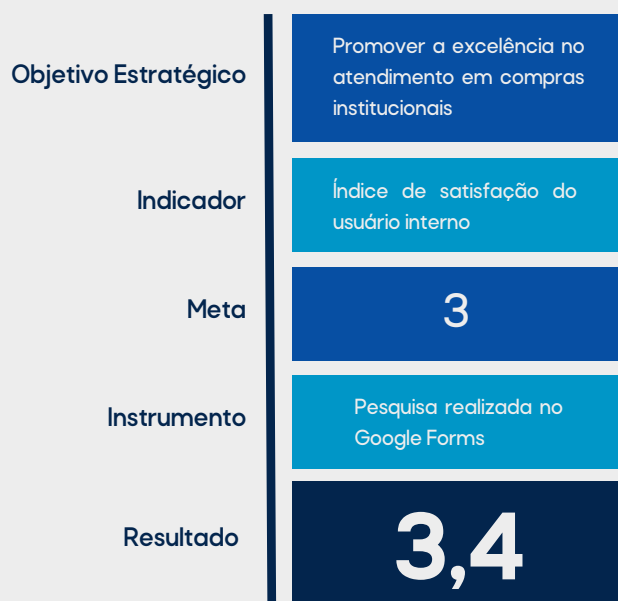 Objetivo Estratégico
Promover a excelência no
atendimento em compras
institucionais
Indicador
Índice de satisfação do
usuário interno
Meta
3
Instrumento
Pesquisa realizada no
Google Forms
Resultado
3,4